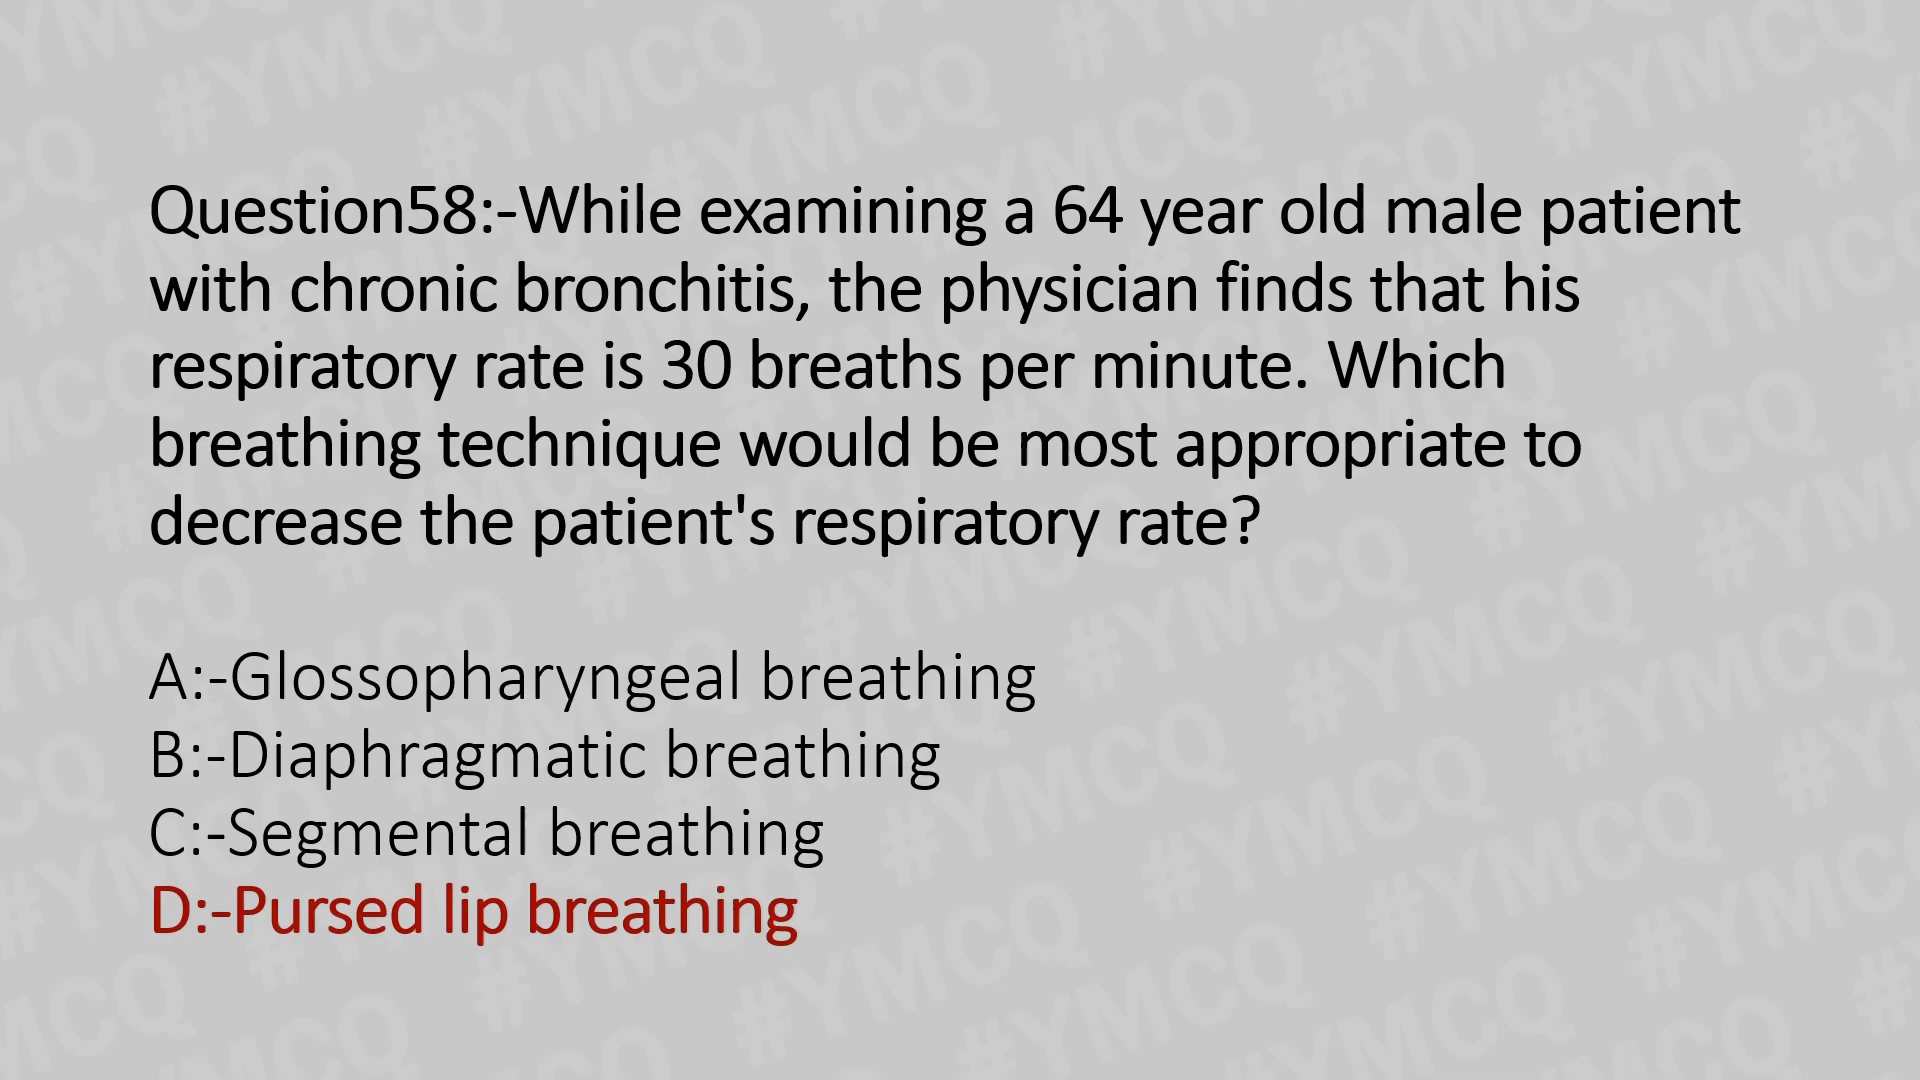 Question58:-While examining a 64 year old male patient
with chronic bronchitis, the physician finds that his
respiratory rate is 30 breaths per minute. Which
breathing technique would be most appropriate to
decrease the patient's respiratory rate?
A:-Glossopharyngeal breathing
B:-Diaphragmatic breathing
C:-Segmental breathing
D:-Pursed lip breathing